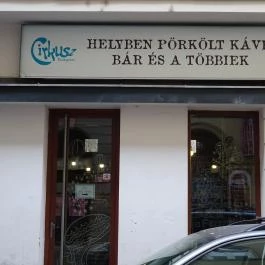 Cirkusz
HELYBEN PÖRKÖLT KÁVÉ
BÁR ÉS A TÖBBIEK